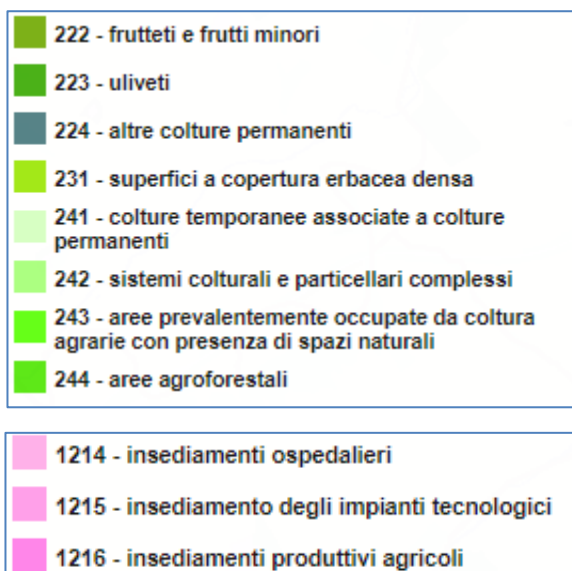 222 - frutteti e frutti minori
223 - uliveti
224 - altre colture permanenti
231 - superfici a copertura erbacea densa
241 - colture temporanee associate a colture
permanenti
242 - sistemi colturali e particellari complessi
243 - aree prevalentemente occupate da coltura
agrarie con presenza di spazi naturali
244 - aree agroforestali
1214 - insediamenti ospedalieri
1215 - insediamento degli impianti tecnologici
1216 - insediamenti produttivi agricoli